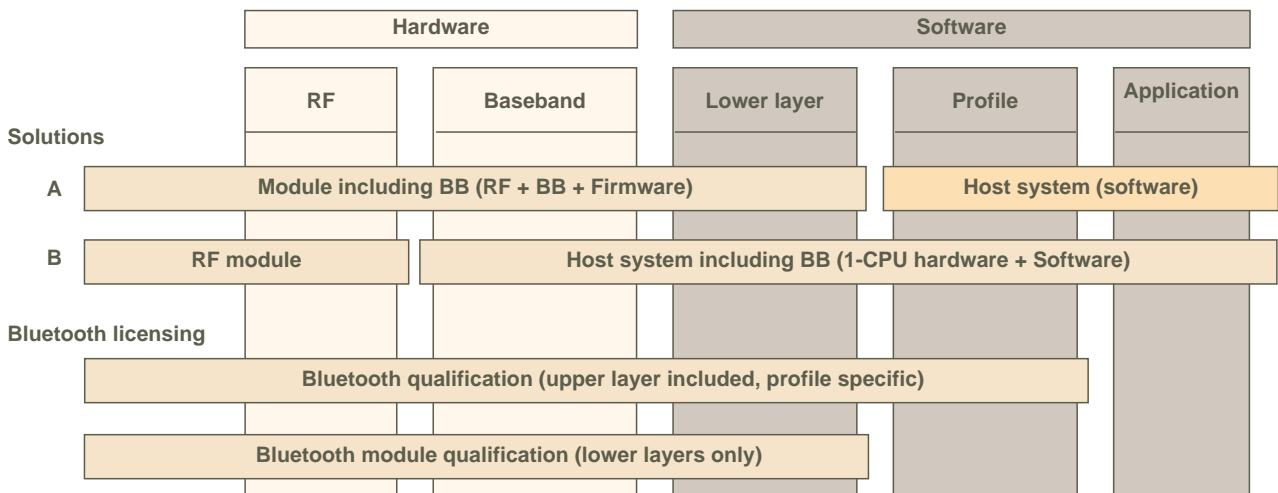 Hardware
Software
RF
Baseband
Lower layer
Profile
Application
Solutions
A
Module including BB (RF + BB + Firmware)
Host system (software)
B
RF module
Host system including BB (1-CPU hardware + Software)
Bluetooth licensing
Bluetooth qualification (upper layer included, profile specific)
Bluetooth module qualification (lower layers only)